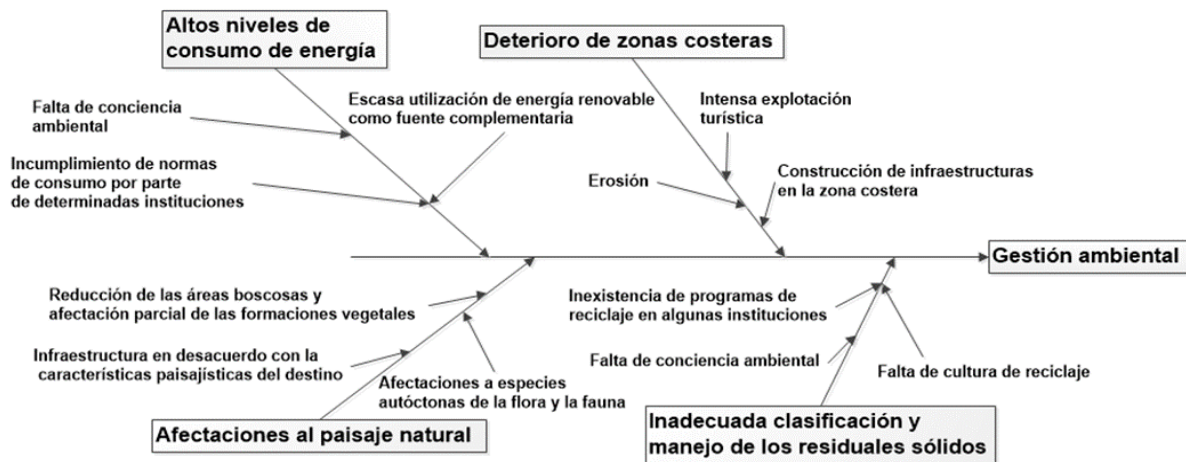 Altos niveles de
consumo de energía
Deterioro de zonas costeras
Falta de conciencia
ambiental
Escasa utilización de energía renovable
como fuente complementaria
Intensa explotación
turística
Incumplimiento de normas
de consumo por parte
de determinadas instituciones
Erosión
Construcción de infraestructuras
en la zona costera
Gestión ambiental
Reducción de las áreas boscosas y
afectación parcial de las formaciones vegetales
Inexistencia de programas de
reciclaje en algunas instituciones
Infraestructura en desacuerdo con la
características paisajísticas del destino
Falta de conciencia ambiental
Falta de cultura de reciclaje
Afectaciones a especies
autóctonas de la flora y la fauna
Afectaciones al paisaje natural
Inadecuada clasificación y
manejo de los residuales sólidos